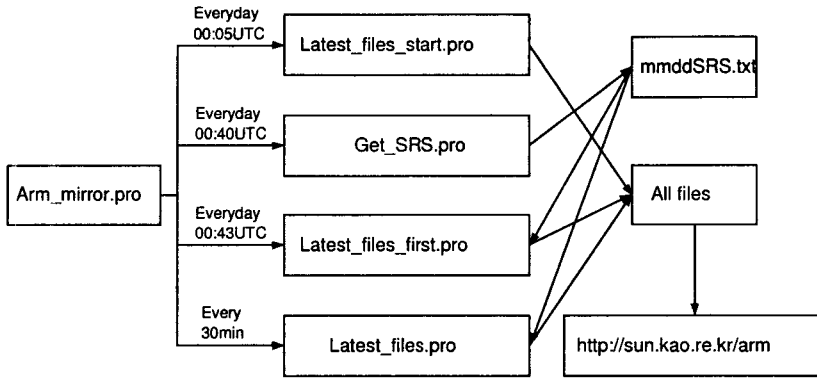 Everyday
00:05UTC
Latest_files_start.pro
mmddSRS.txt
Everyday
00:40UTC
Get_SRS.pro
Arm_mirror.pro
All files
Everyday
00:43UTC
Latest_files_first.pro
Every
30min
Latest_files.pro
http://sun.kao.re.kr/arm